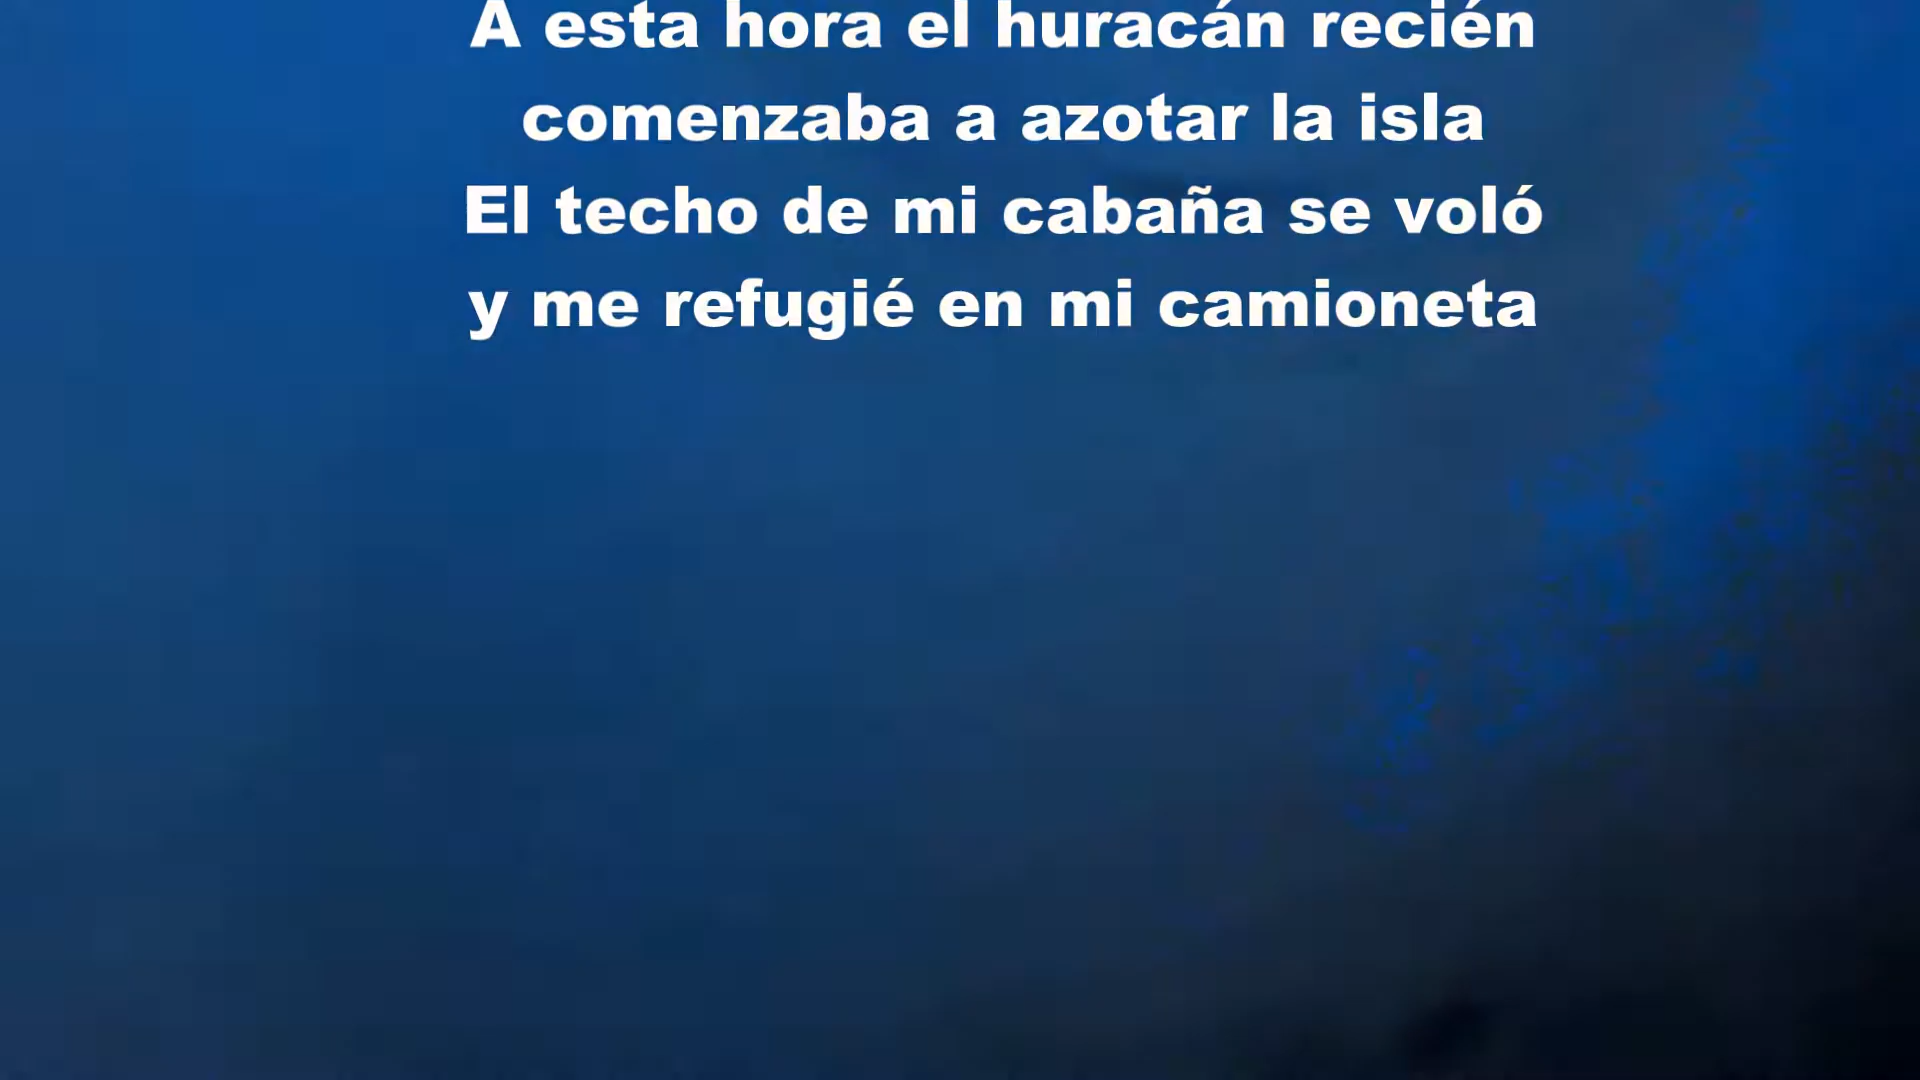 A esta hora el huracán recién
comenzaba a azotar la isla
El techo de mi cabaña se voló
y me refugié en mi camioneta